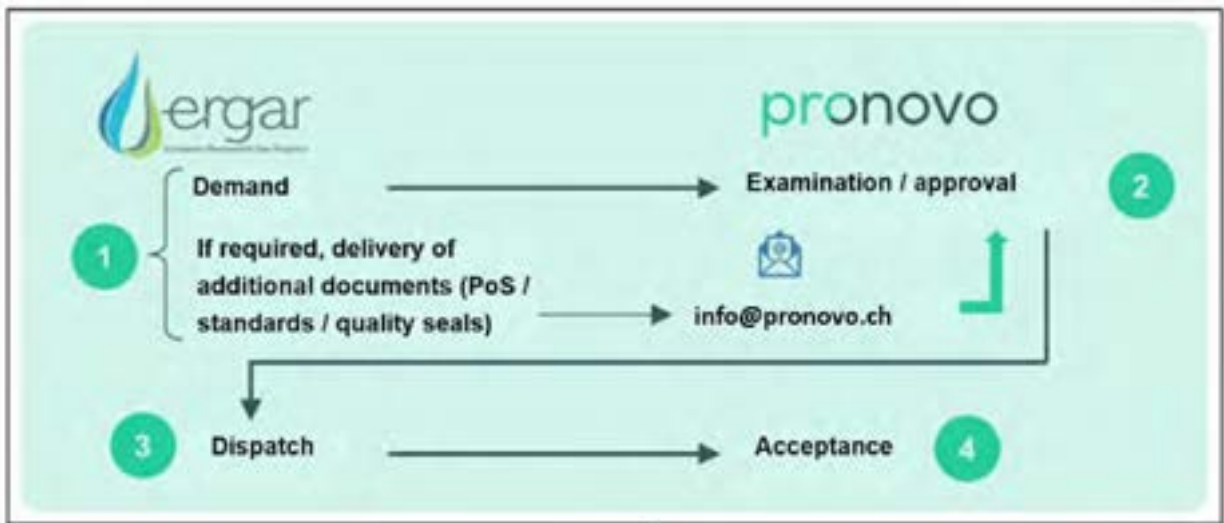 ergar
pronovo
Demand
Examination / approval
2
1
If required, delivery of
additional documents (PoS /
standards / quality seals)
info@pronovo.ch
3
Dispatch
Acceptance
4